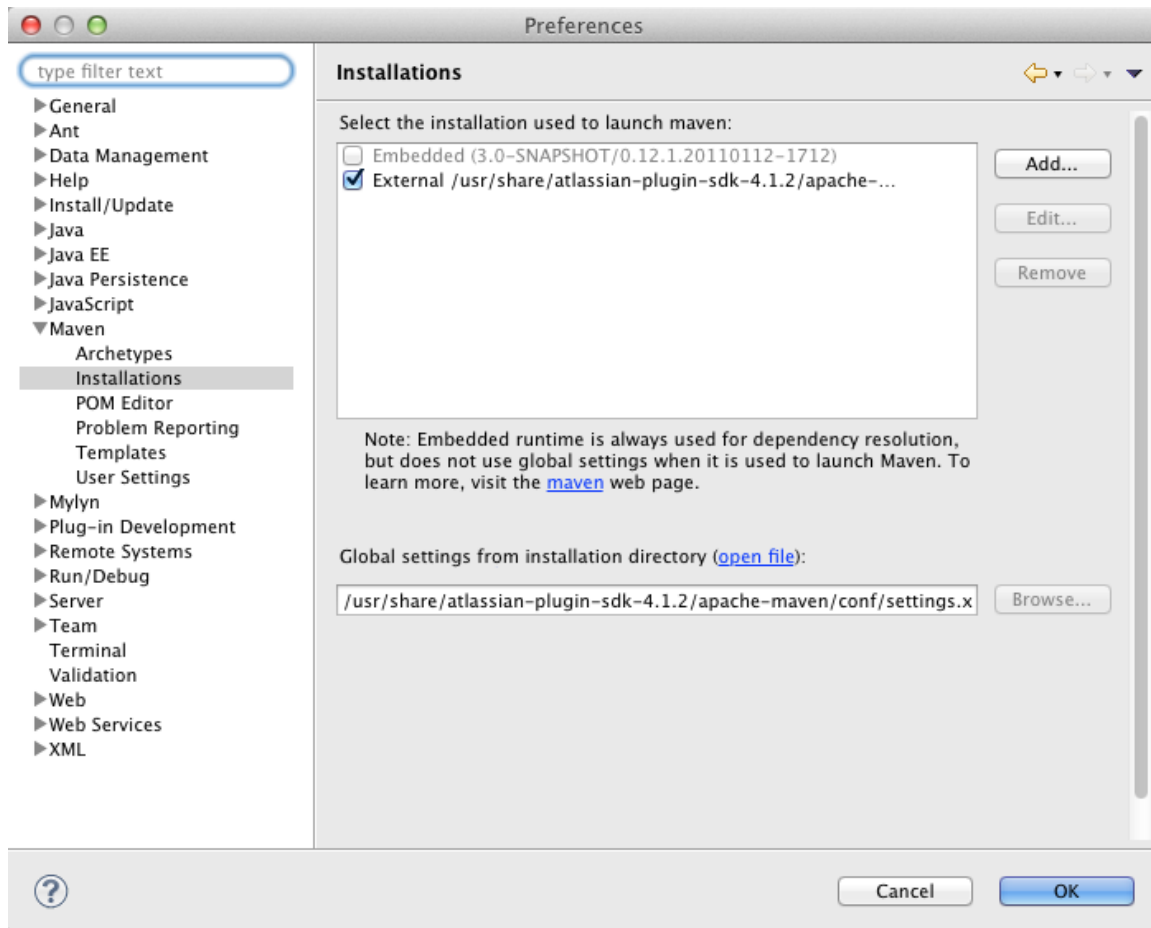 Preferences
type filter text
General
Ant
Data Management
Help
Install/Update
Java
Java EE
Java Persistence
JavaScript
Maven
Archetypes
Installations
POM Editor
Problem Reporting
Templates
User Settings
Mylyn
Plug-in Development
Remote Systems
Run/Debug
Server
Team
Terminal
Validation
Web
Web Services
XML
Installations
Select the installation used to launch maven:
Embedded (3.0-SNAPSHOT/0.12.1.20110112-1712)
External /usr/share/atlassian-plugin-sdk-4.1.2/apache-...
Add...
Edit...
Remove
Note: Embedded runtime is always used for dependency resolution,
but does not use global settings when it is used to launch Maven. To
learn more, visit the maven web page.
Global settings from installation directory (open file):
/usr/share/atlassian-plugin-sdk-4.1.2/apache-maven/conf/settings.x
Browse...
?
Cancel
OK